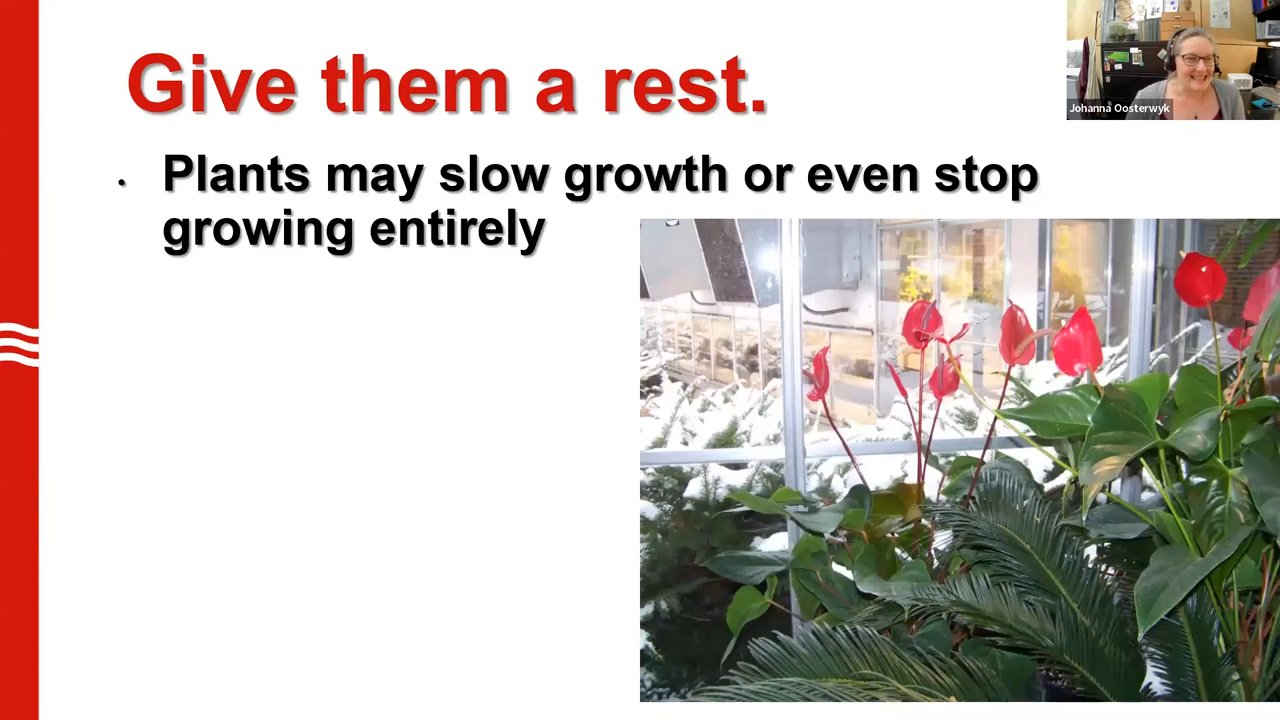 Give them a rest.
Johanna Oosterwyk
• Plants may slow growth or even stop
growing entirely